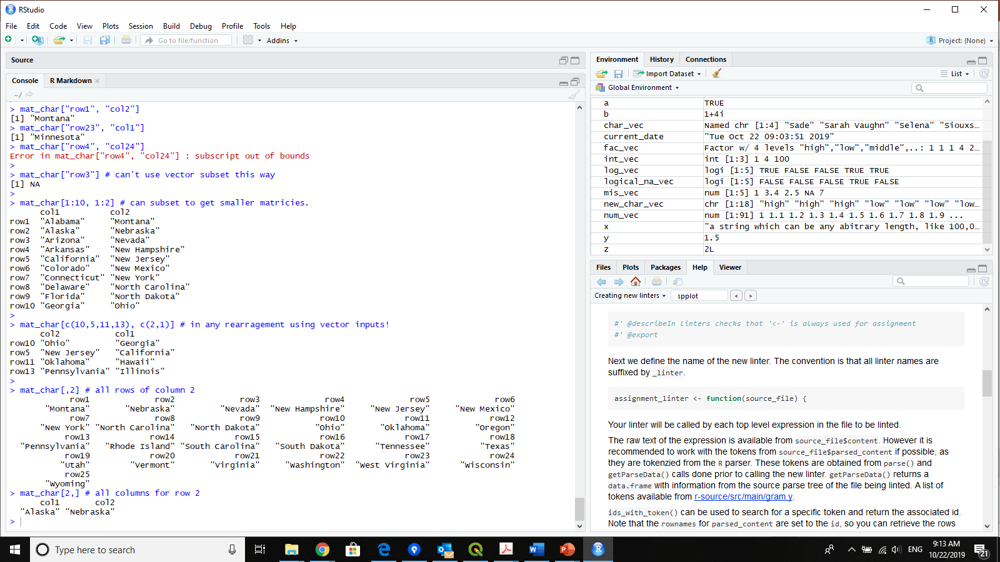 RStudio
File Edit Code View Plots Session Build Debug Profile Tools Help
Go to file/function Addins Project: (None)
Source
Console R Markdown
~/
> mat_char["row1", "col2"]
[1] "Montana"
> mat_char["row23", "col1"]
[1] "Minnesota"
> mat_char["row4", "col24"]
Error in mat_char["row4", "col24"] : subscript out of bounds
>
> mat_char["row3"] # can't use vector subset this way
[1] NA
>
> mat_char[1:10, 1:2] # can subset to get smaller matricies.
col1 col2
row1 "Alabama" "Montana"
row2 "Alaska" "Nebraska"
row3 "Arizona" "Nevada"
row4 "Arkansas" "New Hampshire"
row5 "California" "New Jersey"
row6 "Colorado" "New Mexico"
row7 "Connecticut" "New York"
row8 "Delaware" "North Carolina"
row9 "Florida" "North Dakota"
row10 "Georgia" "Ohio"
>
> mat_char[c(10,5,11,13), c(2,1)] # in any rearragement using vector inputs!
col2 col1
row10 "Ohio" "Georgia"
row5 "New Jersey" "California"
row11 "Oklahoma" "Hawaii"
row13 "Pennsylvania" "Illinois"
>
> mat_char[,2] # all rows of column 2
row1 row2 row3 row4 row5 row6
"Montana" "Nebraska" "Nevada" "New Hampshire" "New Jersey" "New Mexico"
row7 row8 row9 row10 row11 row12
"New York" "North Carolina" "North Dakota" "Ohio" "Oklahoma" "Oregon"
row13 row14 row15 row16 row17 row18
"Pennsylvania" "Rhode Island" "South Carolina" "South Dakota" "Tennessee" "Texas"
row19 row20 row21 row22 row23 row24
"Utah" "Vermont" "Virginia" "Washington" "West Virginia" "Wisconsin"
row25
"Wyoming"
> mat_char[2,] # all columns for row 2
col1 col2
"Alaska" "Nebraska"
>
Environment History Connections
Import Dataset List
Global Environment
a TRUE
b 1+4i
char_vec Named chr [1:4] "Sade" "Sarah Vaughn" "Selena" "Siouxs…
current_date "Tue Oct 22 09:03:51 2019"
fac_vec Factor w/ 4 levels "high","low","middle",..: 1 1 1 4 2…
int_vec int [1:3] 1 4 100
log_vec logi [1:5] TRUE FALSE FALSE TRUE TRUE
logical_na_vec logi [1:5] FALSE FALSE FALSE TRUE FALSE
mis_vec num [1:5] 1 3.4 2.5 NA 7
new_char_vec chr [1:18] "high" "high" "high" "low" "low" "low" "low…
num_vec num [1:91] 1 1.1 1.2 1.3 1.4 1.5 1.6 1.7 1.8 1.9 ...
x "a string which can be any abitrary length, like 100,0…
y 1.5
z 2L
Files Plots Packages Help Viewer
Creating new linters spplot < >
#' @describeIn linters checks that '<-' is always used for assignment
#' @export
Next we define the name of the new linter. The convention is that all linter names are
suffixed by _linter.
assignment_linter <- function(source_file) {
Your linter will be called by each top level expression in the file to be linted.
The raw text of the expression is available from source_file$content. However it is
recommended to work with the tokens from source_file$parsed_content if possible, as
they are tokenzied from the R parser. These tokens are obtained from parse() and
getParseData() calls done prior to calling the new linter. getParseData() returns a
data.frame with information from the source parse tree of the file being linted. A list of
tokens available from r-source/src/main/gram.y.
ids_with_token() can be used to search for a specific token and return the associated id.
Note that the rownames for parsed_content are set to the id, so you can retrieve the rows
Type here to search
ENG
9:13 AM
10/22/2019
21